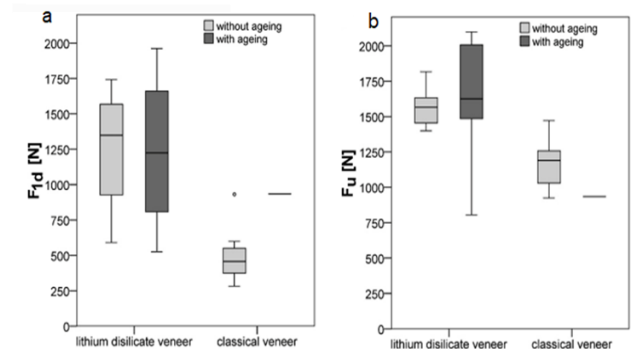 a
without ageing
with ageing
2000
1750
1500
1250
1000
750
500
250
0
F1d [N]
lithium disilicate veneer
classical veneer
b
without ageing
with ageing
2000
1750
1500
1250
1000
750
500
250
0
Fu [N]
lithium disilicate veneer
classical veneer